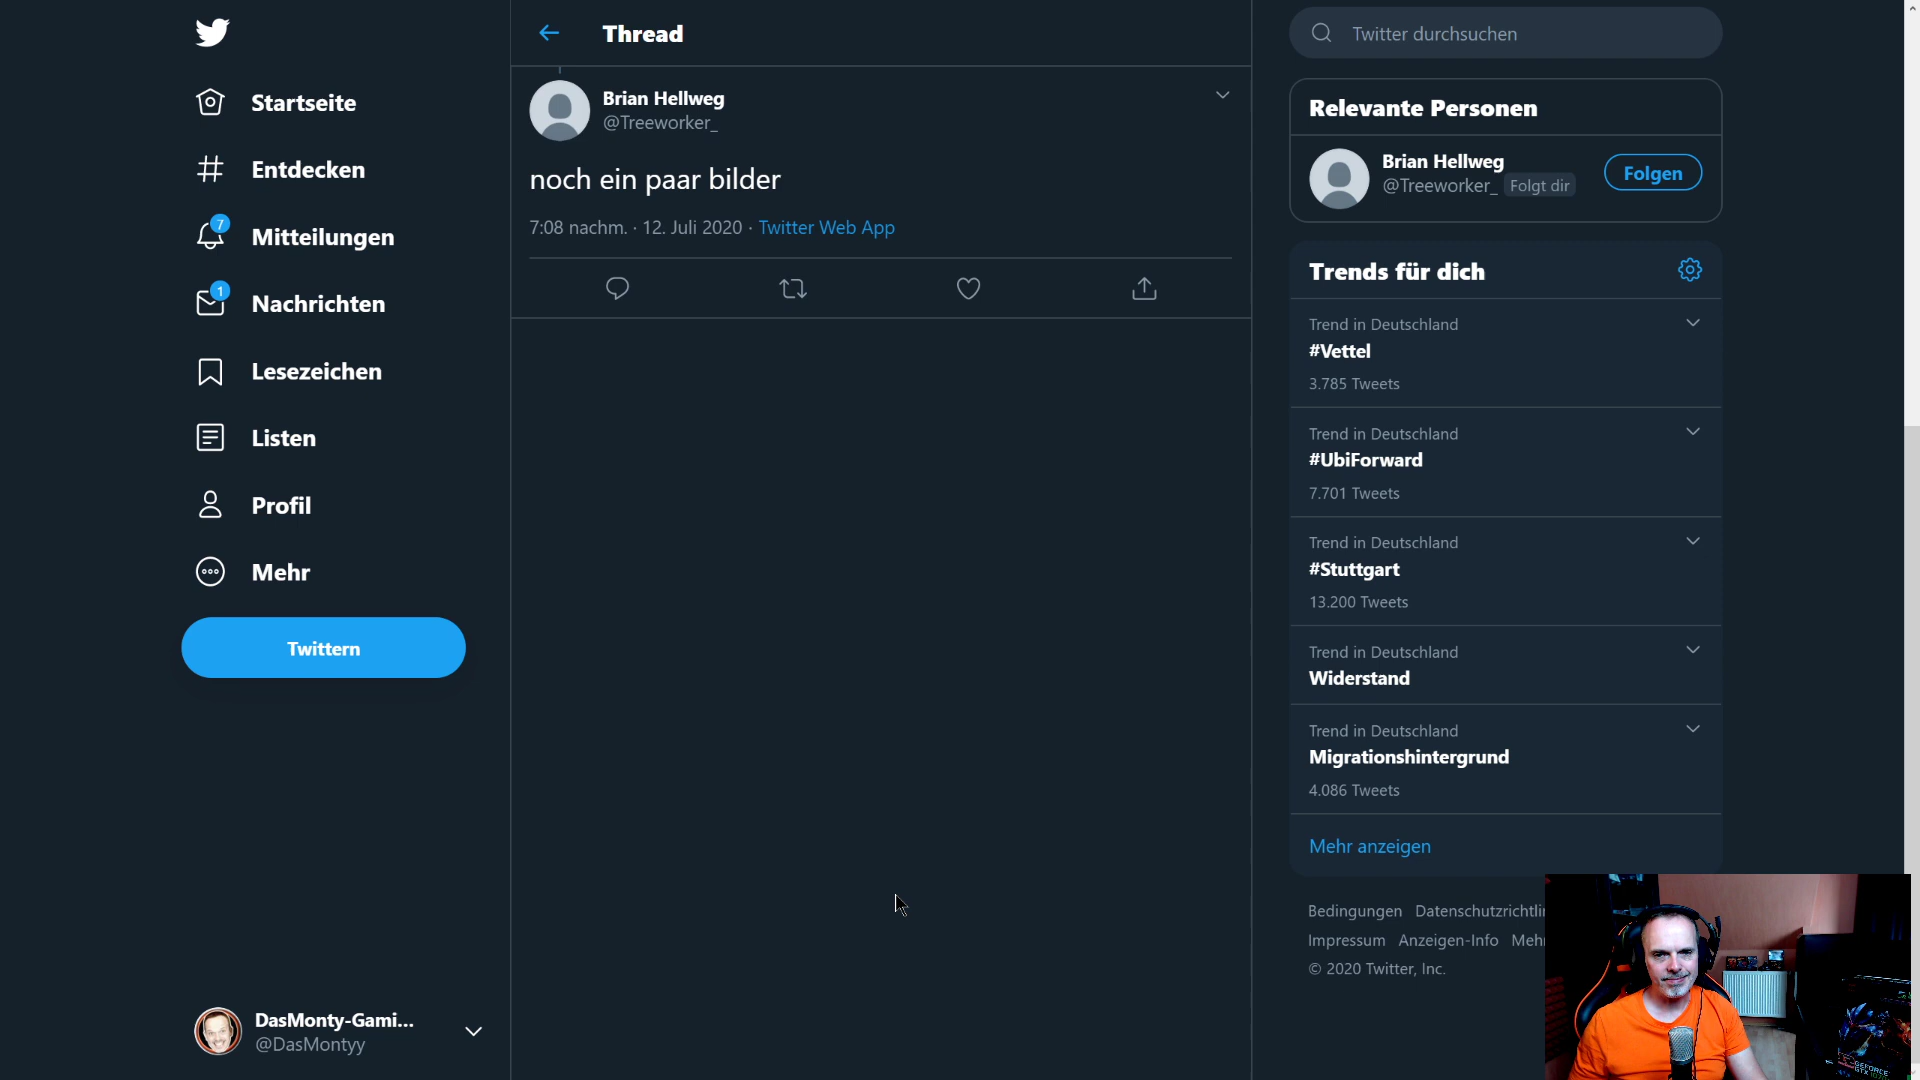 Startseite
Entdecken
7
Mitteilungen
1
Nachrichten
Lesezeichen
Listen
Profil
Mehr
Twittern
DasMonty-Gami...
@DasMontyy
Thread
Brian Hellweg
@Treeworker_
noch ein paar bilder
7:08 nachm. · 12. Juli 2020 · Twitter Web App
Twitter durchsuchen
Relevante Personen
Brian Hellweg
@Treeworker_ Folgt dir
Folgen
Trends für dich
Trend in Deutschland
#Vettel
3.785 Tweets
Trend in Deutschland
#UbiForward
7.701 Tweets
Trend in Deutschland
#Stuttgart
13.200 Tweets
Trend in Deutschland
Widerstand
Trend in Deutschland
Migrationshintergrund
4.086 Tweets
Mehr anzeigen
Bedingungen Datenschutzrichtli
Impressum Anzeigen-Info Meh
© 2020 Twitter, Inc.
GEFORCE